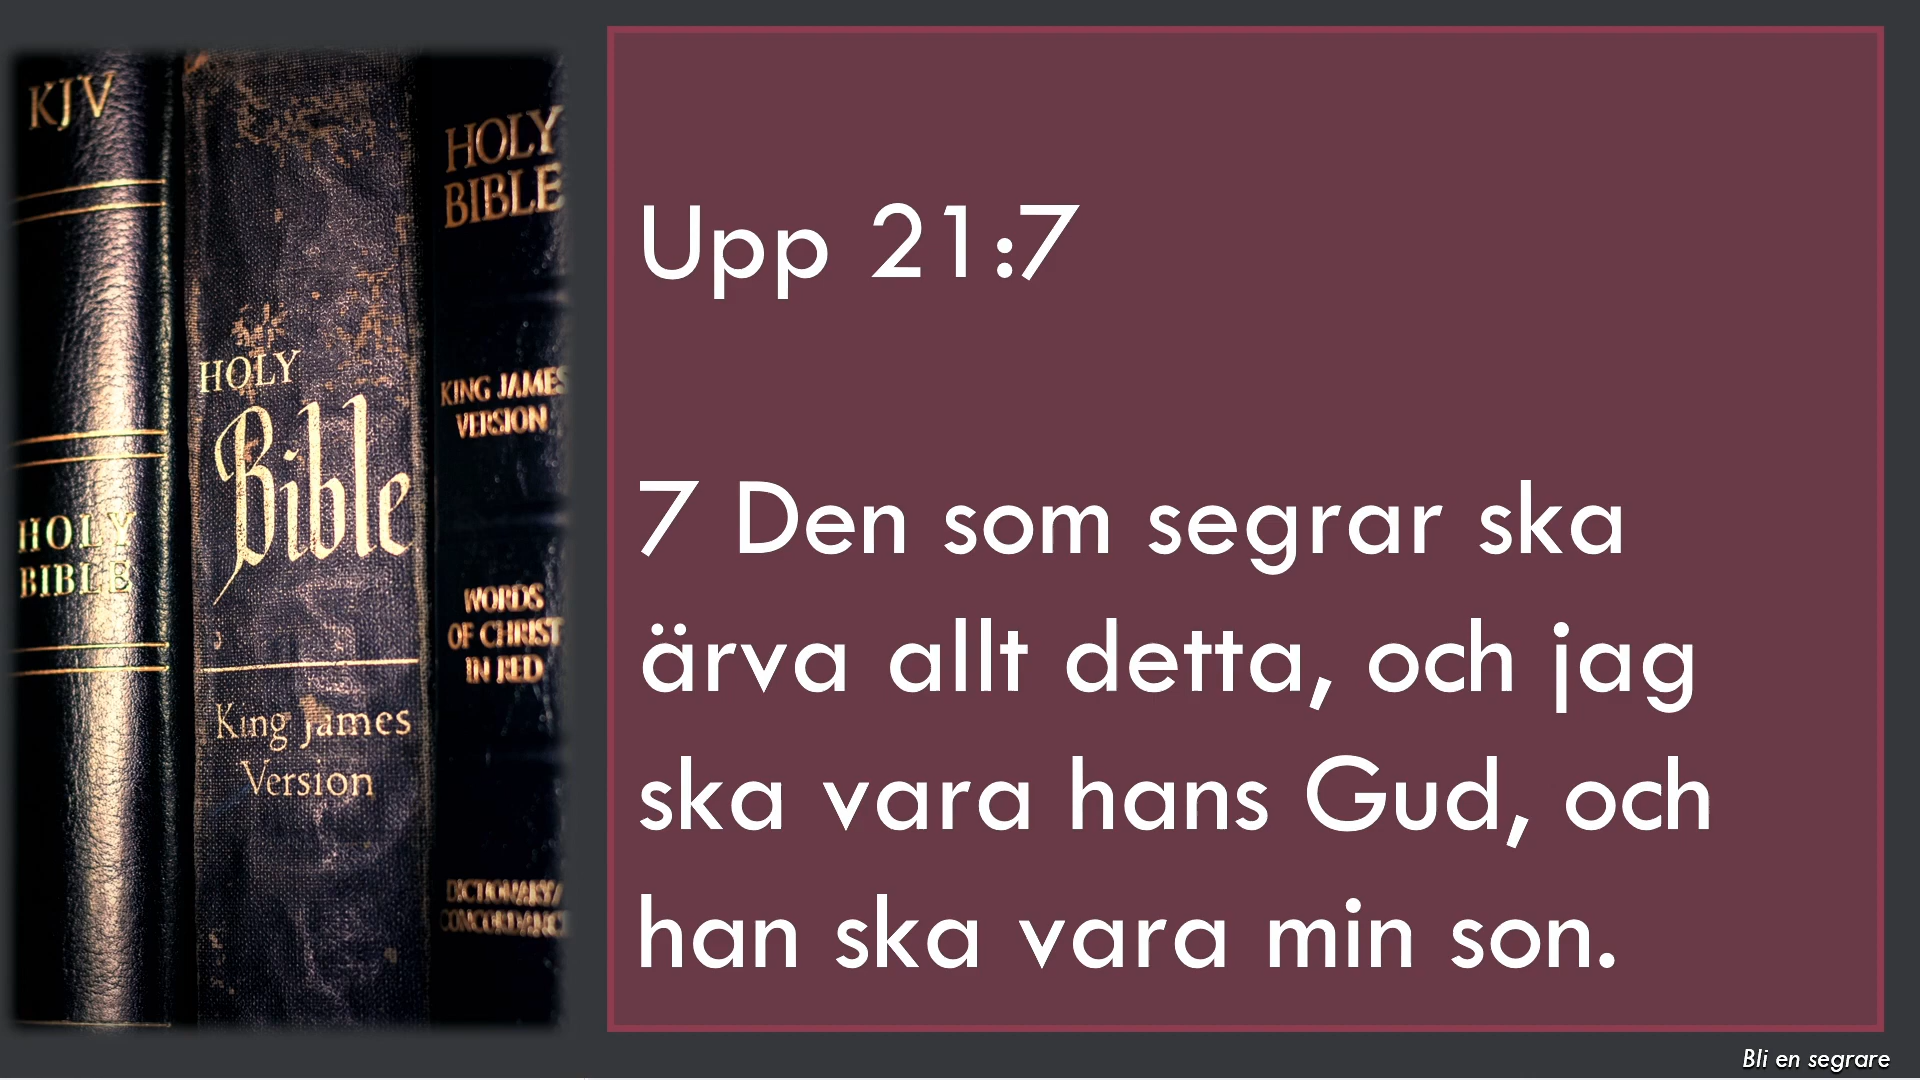 KJV
HOLY
BIBLE
HOLY
Bible
King James
Version
HOLY
BIBLE
KING JAMES
VERSION
WORDS
OF CHRIST
IN RED
DICTIONARY/
CONCORDANC
Upp 21:7
7 Den som segrar ska
ärva allt detta, och jag
ska vara hans Gud, och
han ska vara min son.
Bli en segrare